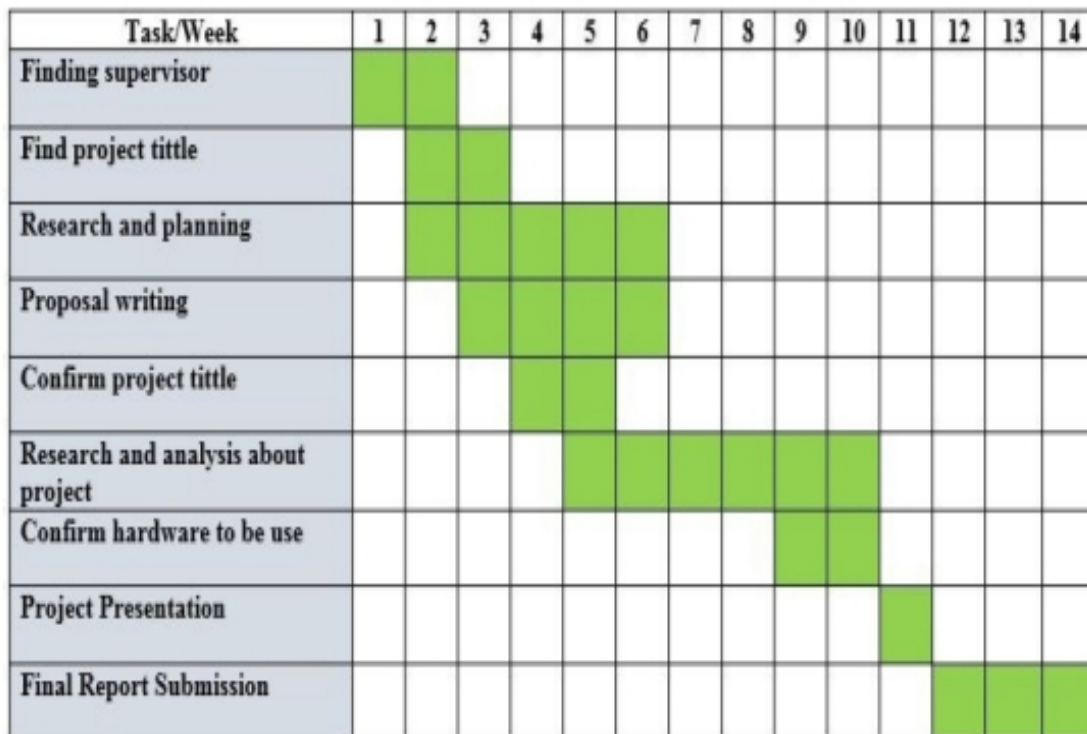 Task/Week 1 2 3 4 5 6 7 8 9 10 11 12 13 14
Finding supervisor
Find project tittle
Research and planning
Proposal writing
Confirm project tittle
Research and analysis about
project
Confirm hardware to be use
Project Presentation
Final Report Submission